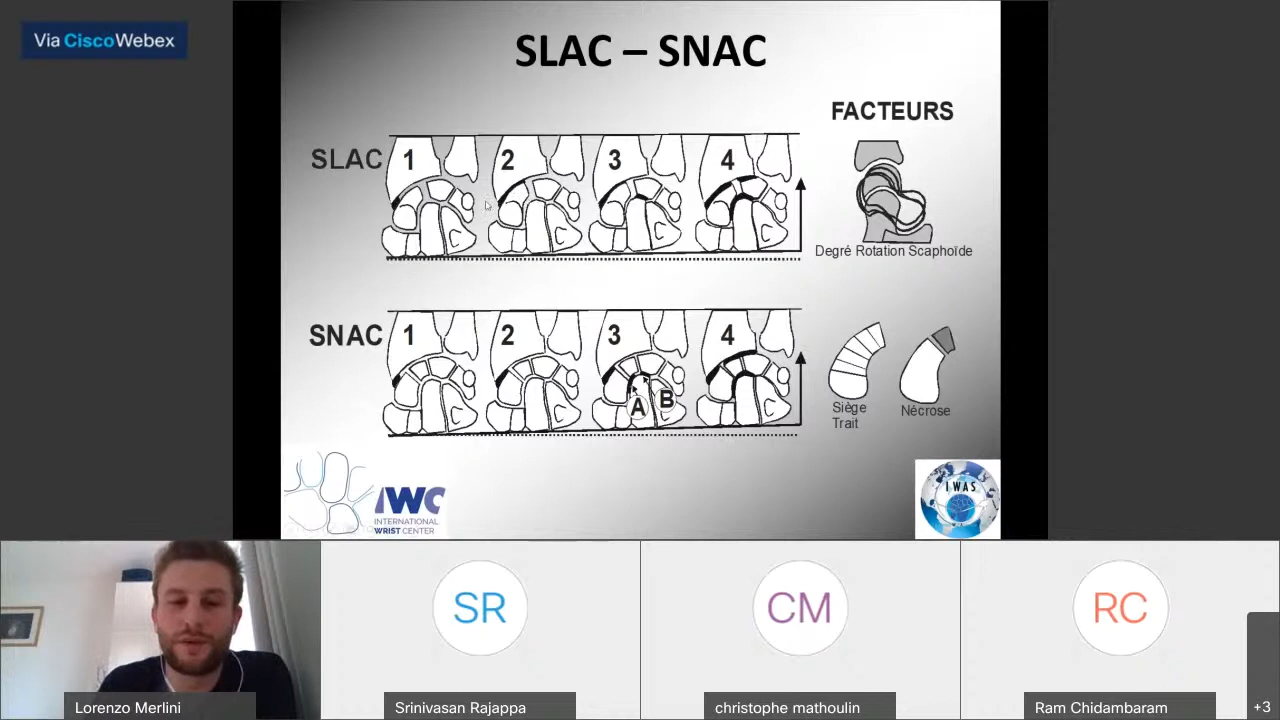 Via CiscoWebex
SLAC – SNAC
FACTEURS
SLAC 1 2 3 4
Degré Rotation Scaphoïde
SNAC 1 2 3 4
A B
Siège
Trait
Nécrose
IWC
INTERNATIONAL
WRIST CENTER
IWAS
SR
CM
RC
Lorenzo Merlini
Srinivasan Rajappa
christophe mathoulin
Ram Chidambaram
+3